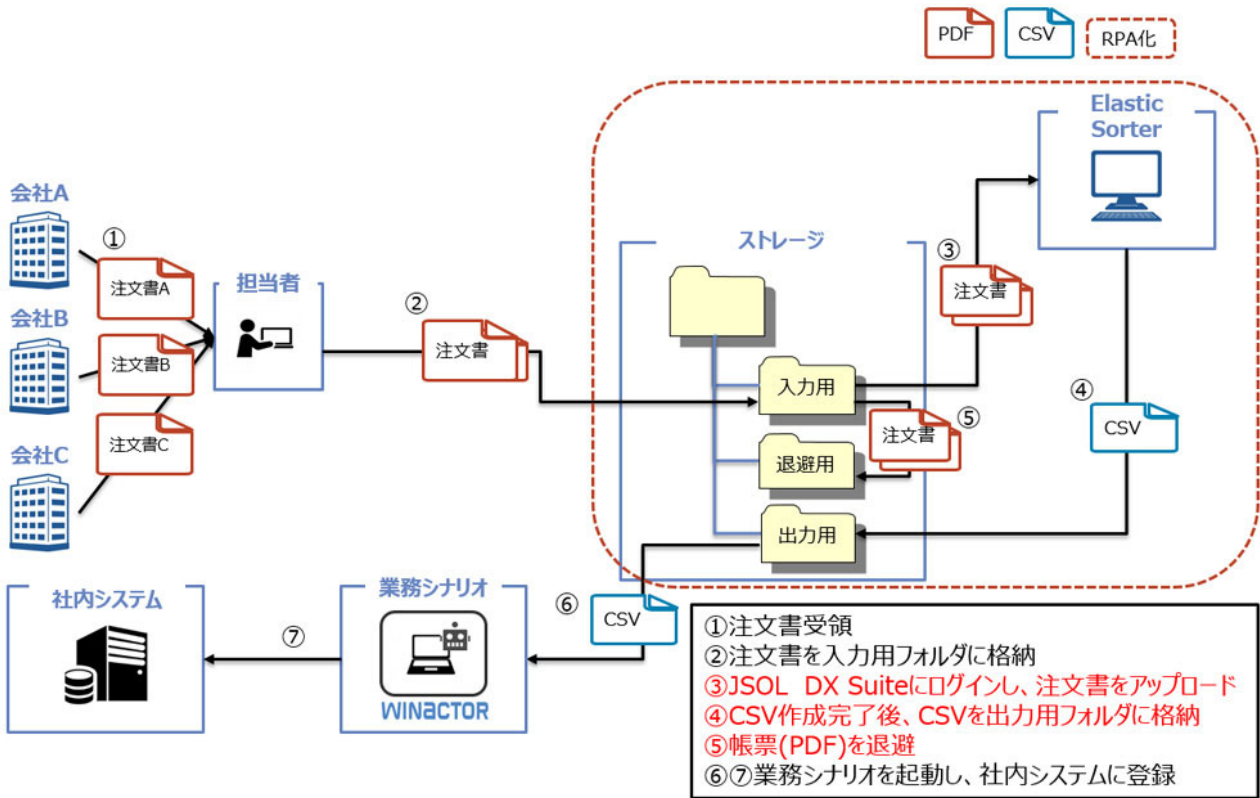 PDF
CSV
RPA化
Elastic
Sorter
会社A
①
注文書A
担当者
②
注文書
ストレージ
③
注文書
会社B
注文書B
入力用
④
CSV
注文書
⑤
会社C
注文書C
退避用
出力用
社内システム
⑦
業務シナリオ
WINACTOR
⑥
CSV
①注文書受領
②注文書を入力用フォルダに格納
③JSOL DX Suiteにログインし、注文書をアップロード
④CSV作成完了後、CSVを出力用フォルダに格納
⑤帳票(PDF)を退避
⑥⑦業務シナリオを起動し、社内システムに登録